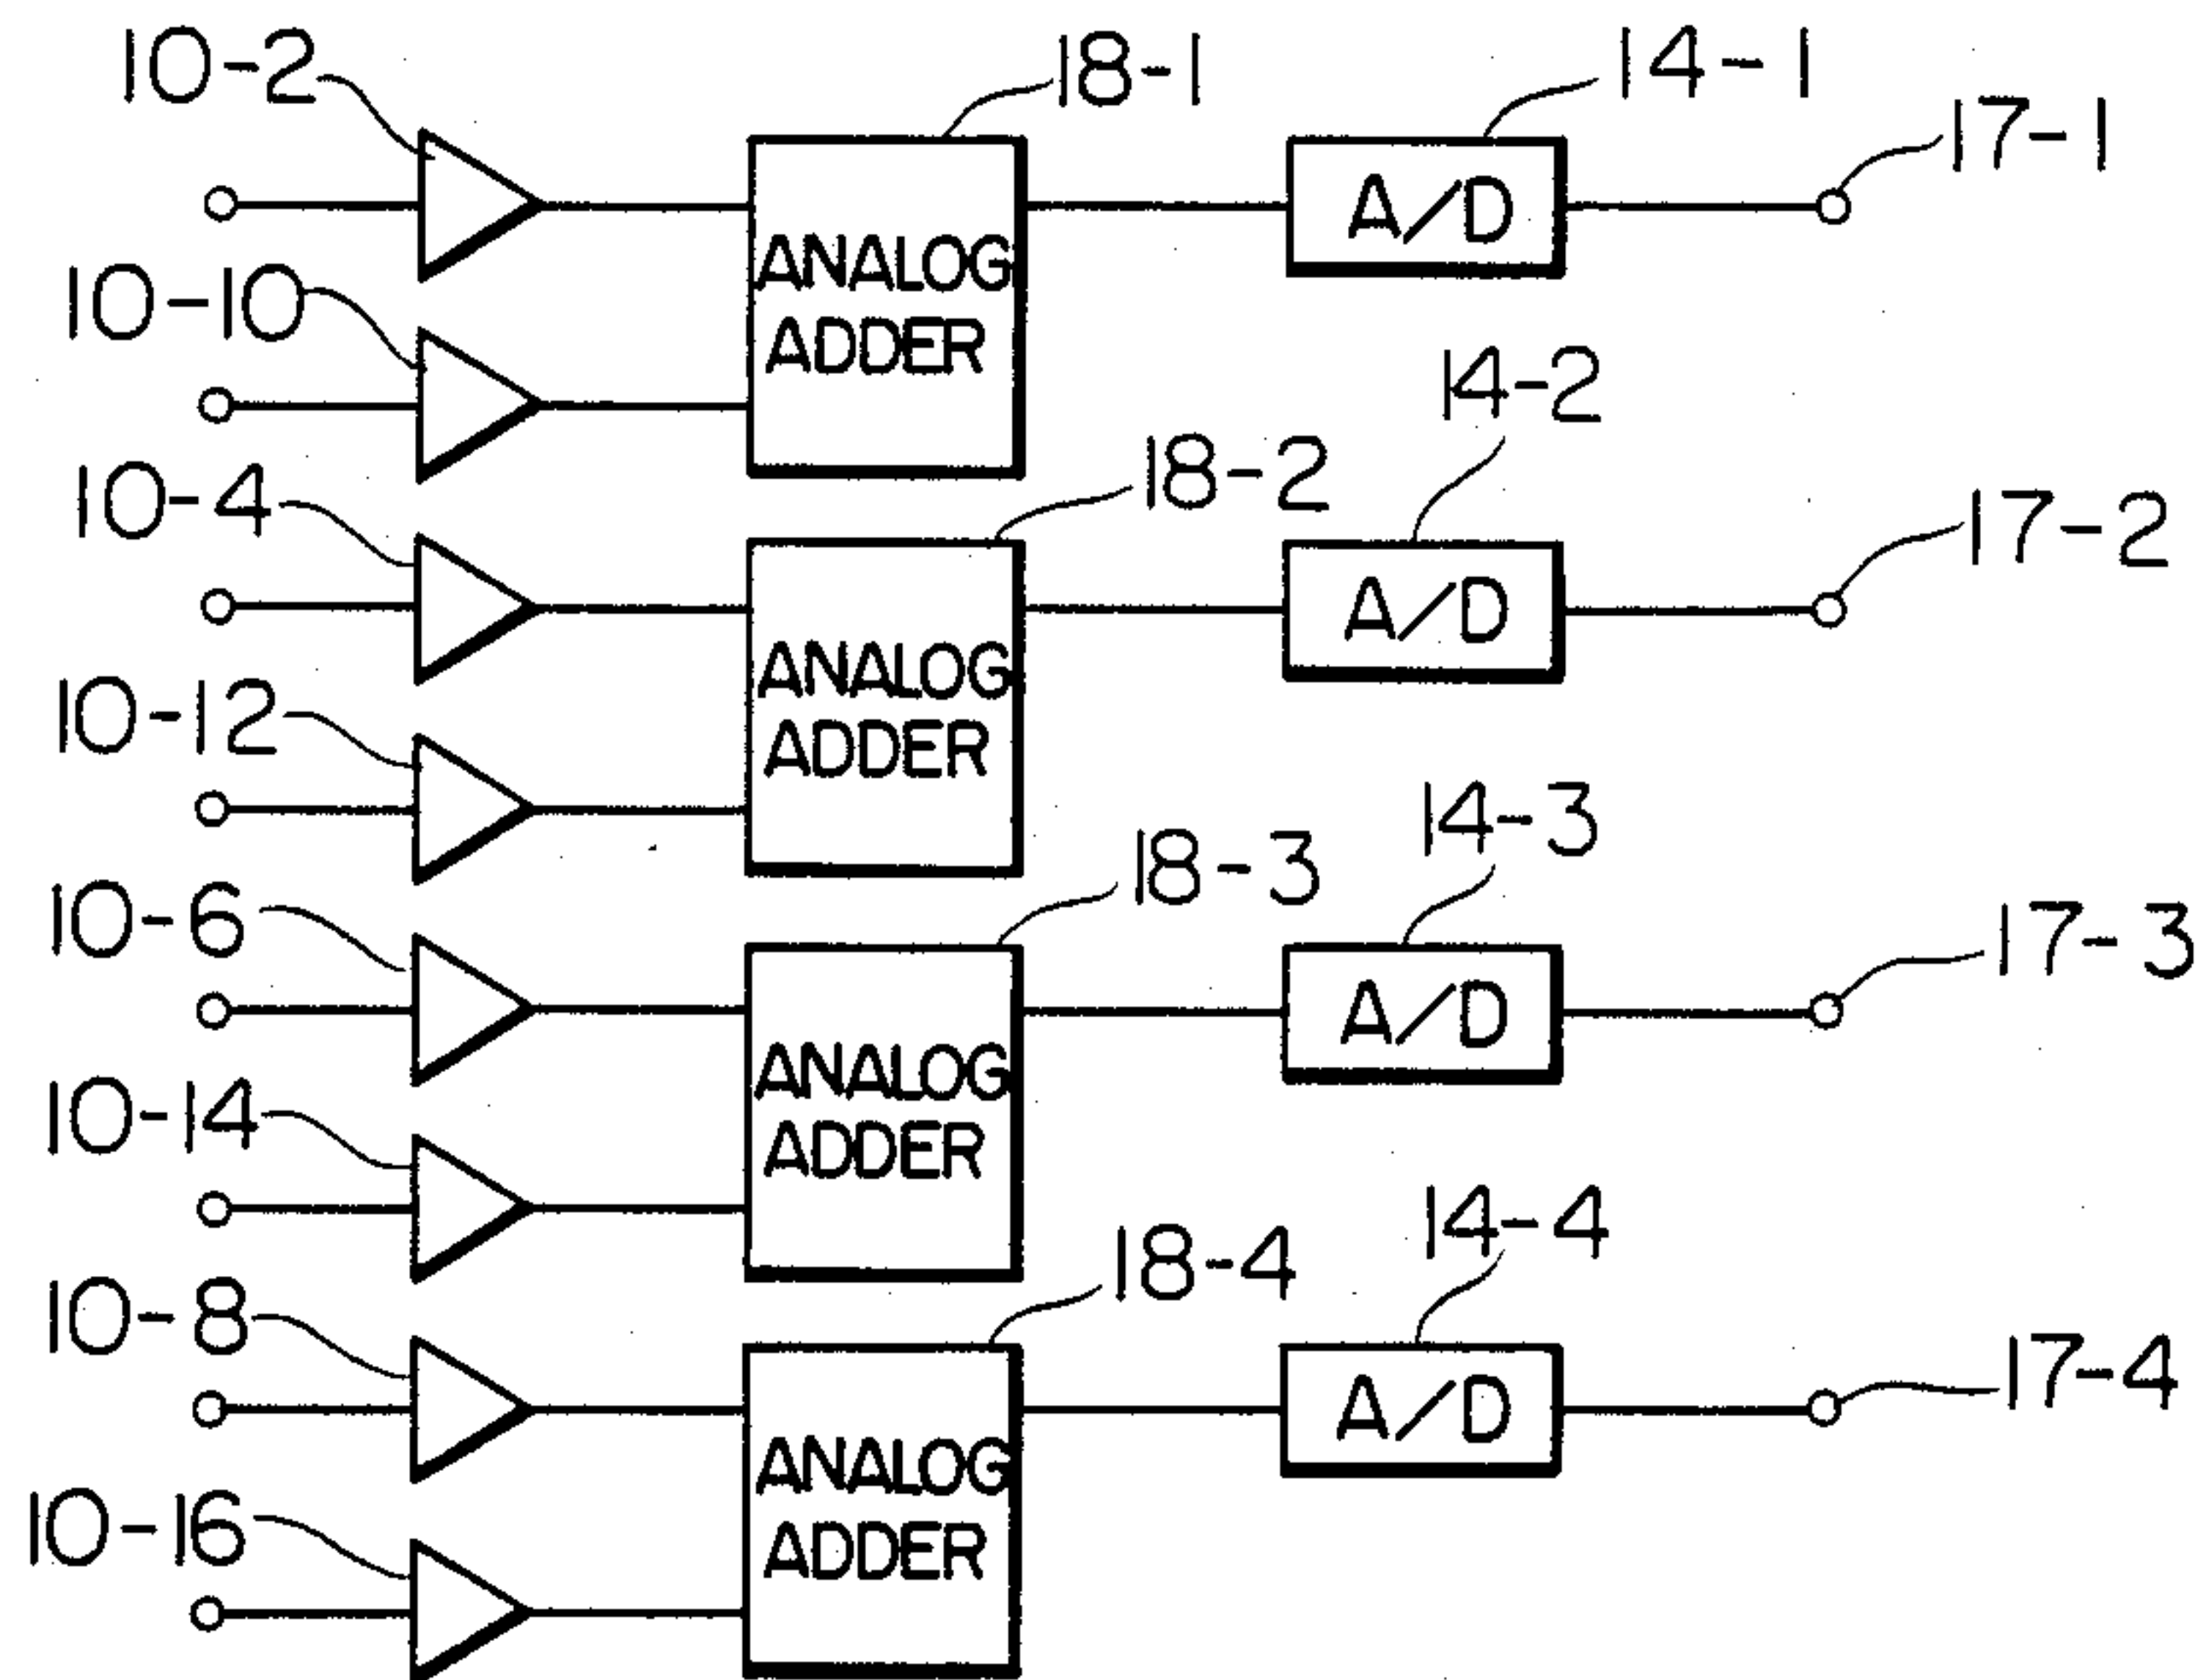 10-2
18-1
14-1
17-1
10-10
ANALOG
ADDER
A/D
10-4
18-2
14-2
17-2
10-12
ANALOG
ADDER
A/D
10-6
18-3
14-3
17-3
10-14
ANALOG
ADDER
A/D
10-8
18-4
14-4
17-4
10-16
ANALOG
ADDER
A/D